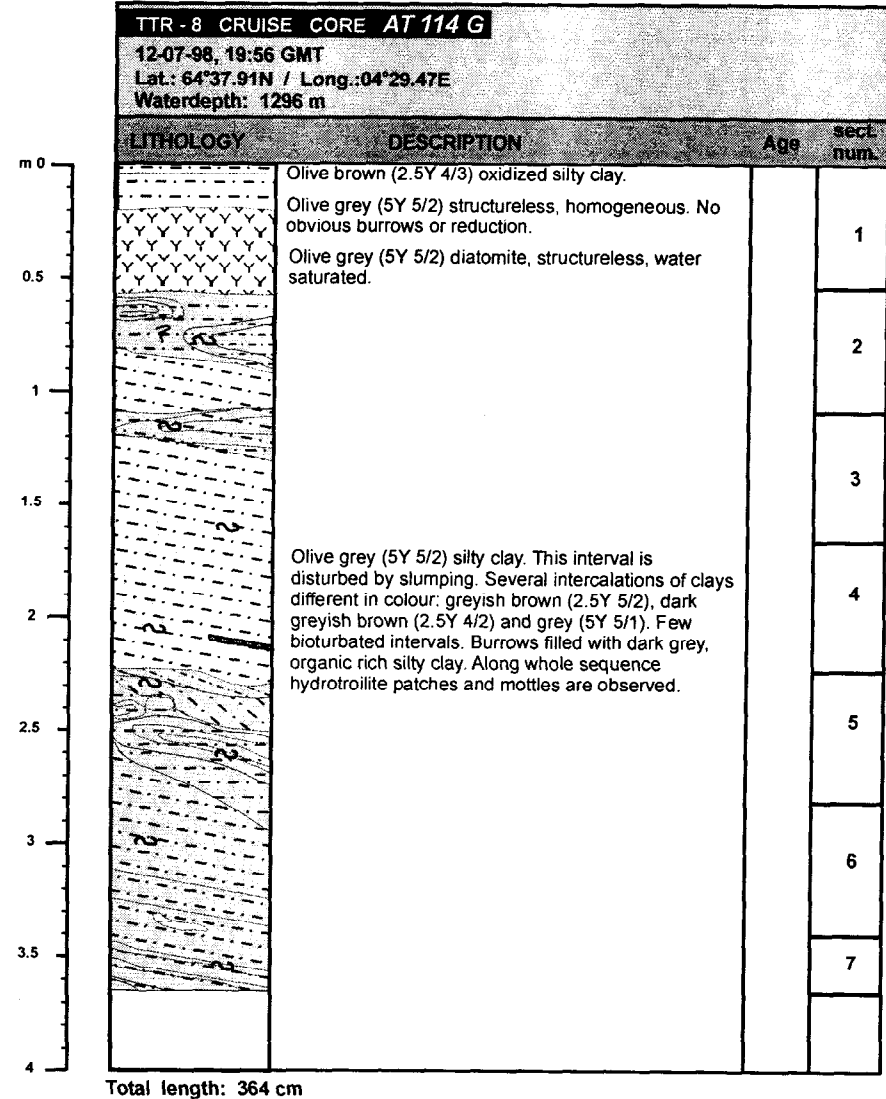 TTR - 8 CRUISE CORE AT 114 G
12-07-98, 19:56 GMT
Lat.: 64°37.91N / Long.:04°29.47E
Waterdepth: 1296 m
LITHOLOGY DESCRIPTION Age sect. num.
m 0
Olive brown (2.5Y 4/3) oxidized silty clay.
Olive grey (5Y 5/2) structureless, homogeneous. No
obvious burrows or reduction.
1
Olive grey (5Y 5/2) diatomite, structureless, water
saturated.
0.5
2
1
3
1.5
Olive grey (5Y 5/2) silty clay. This interval is
disturbed by slumping. Several intercalations of clays
different in colour: greyish brown (2.5Y 5/2), dark
greyish brown (2.5Y 4/2) and grey (5Y 5/1). Few
bioturbated intervals. Burrows filled with dark grey,
organic rich silty clay. Along whole sequence
hydrotroilite patches and mottles are observed.
4
2
5
2.5
3
6
3.5
7
4
Total length: 364 cm